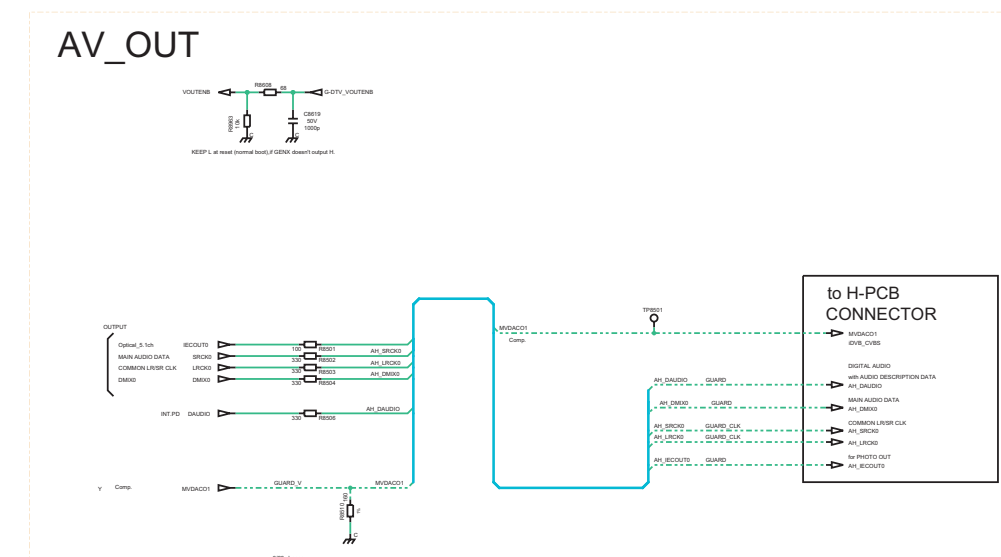 AV_OUT
VOUTENB
R8608
68
G-DTV_VOUTENB
R8963
10k
C
C8619
50V
1000p
C
KEEP L at reset (normal boot),if GENX doesn't output H.
OUTPUT
Optical_5.1ch
IECOUT0
100
R8501
MAIN AUDIO DATA
SRCK0
330
R8502
AH_SRCK0
COMMON LR/SR CLK
LRCK0
330
R8503
AH_LRCK0
DMIX0
DMIX0
330
R8504
AH_DMIX0
INT.PD
DAUDIO
330
R8506
AH_DAUDIO
Y
Comp.
MVDACO1
GUARD_V
MVDACO1
R8510
160
C
MVDACO1
Comp.
TP8501
AH_DAUDIO
GUARD
AH_DMIX0
GUARD
AH_SRCK0
GUARD_CLK
AH_LRCK0
GUARD_CLK
AH_IECOUT0
GUARD
to H-PCB
CONNECTOR
MVDACO1
iDVB_CVBS
DIGITAL AUDIO
with AUDIO DESCRIPTION DATA
AH_DAUDIO
MAIN AUDIO DATA
AH_DMIX0
COMMON LR/SR CLK
AH_SRCK0
AH_LRCK0
for PHOTO OUT
AH_IECOUT0